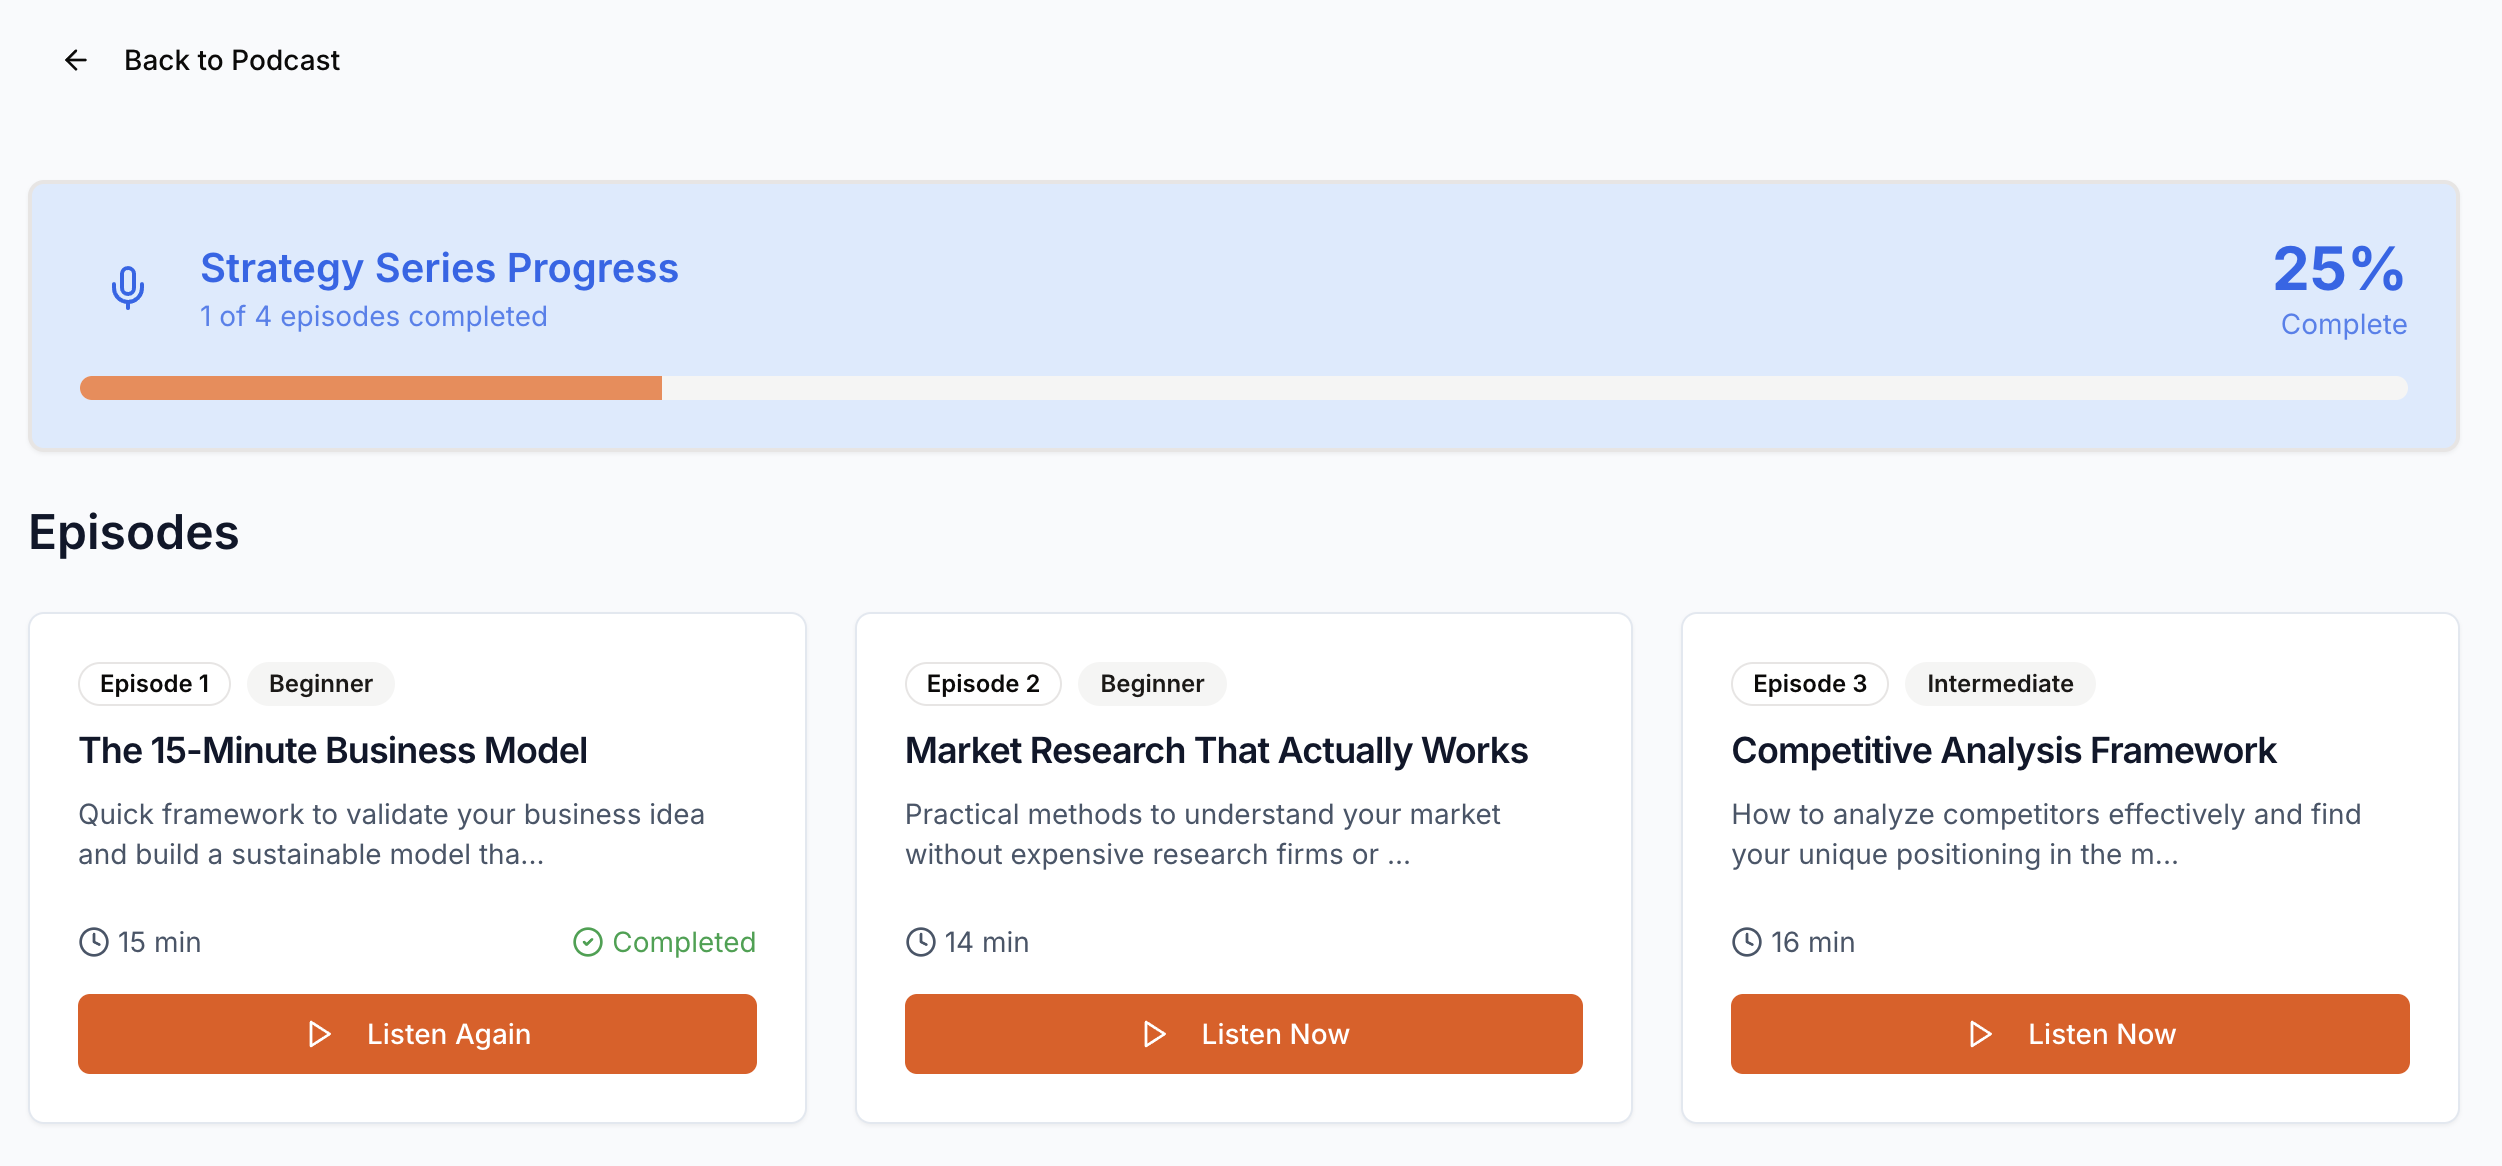 Back to Podcast
Strategy Series Progress
1 of 4 episodes completed
25%
Complete
Episodes
Episode 1
Beginner
The 15-Minute Business Model
Quick framework to validate your business idea
and build a sustainable model tha...
15 min
Completed
Listen Again
Episode 2
Beginner
Market Research That Actually Works
Practical methods to understand your market
without expensive research firms or ...
14 min
Listen Now
Episode 3
Intermediate
Competitive Analysis Framework
How to analyze competitors effectively and find
your unique positioning in the m...
16 min
Listen Now